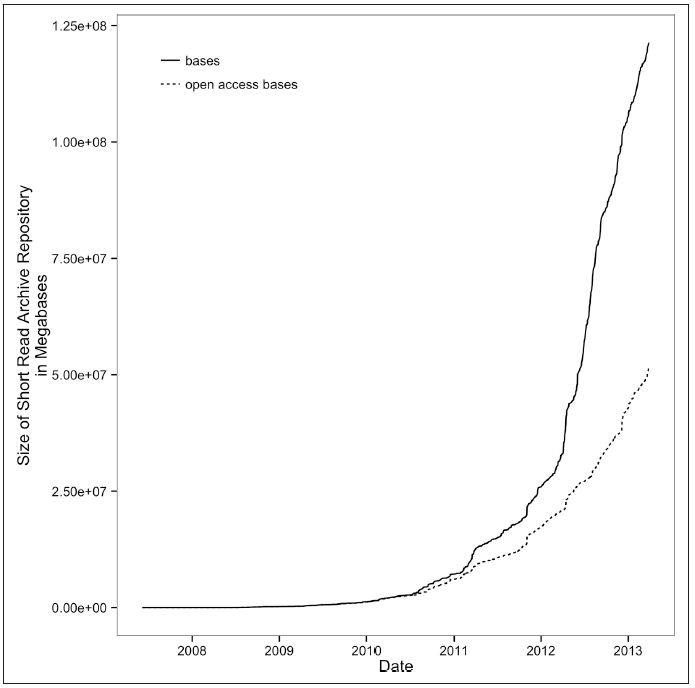 1.25e+08
bases
open access bases
1.00e+08
7.50e+07
5.00e+07
2.50e+07
0.00e+00
Size of Short Read Archive Repository
in Megabases
2008 2009 2010 2011 2012 2013
Date